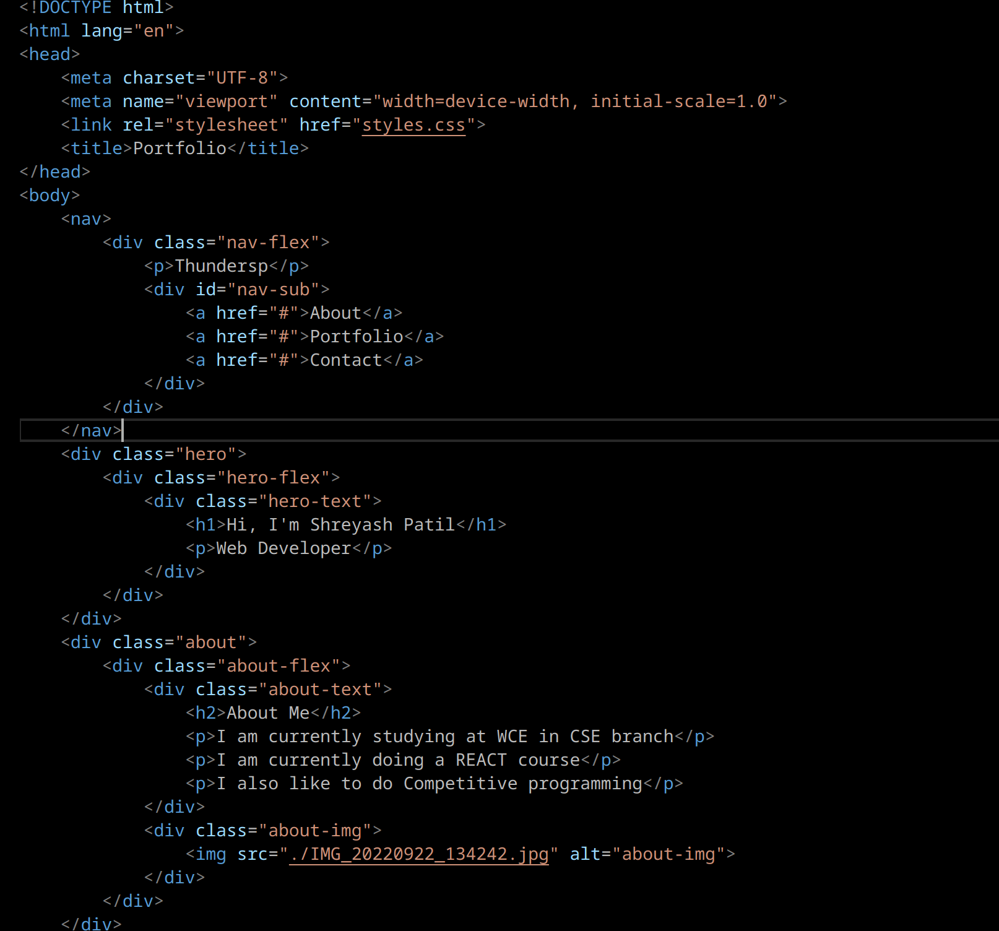 <!DOCTYPE html>
<html lang="en">
<head>
    <meta charset="UTF-8">
    <meta name="viewport" content="width=device-width, initial-scale=1.0">
    <link rel="stylesheet" href="styles.css">
    <title>Portfolio</title>
</head>
<body>
    <nav>
        <div class="nav-flex">
            <p>Thundersp</p>
            <div id="nav-sub">
                <a href="#">About</a>
                <a href="#">Portfolio</a>
                <a href="#">Contact</a>
            </div>
        </div>
    </nav>
    <div class="hero">
        <div class="hero-flex">
            <div class="hero-text">
                <h1>Hi, I'm Shreyash Patil</h1>
                <p>Web Developer</p>
            </div>
        </div>
    </div>
    <div class="about">
        <div class="about-flex">
            <div class="about-text">
                <h2>About Me</h2>
                <p>I am currently studying at WCE in CSE branch</p>
                <p>I am currently doing a REACT course</p>
                <p>I also like to do Competitive programming</p>
            </div>
            <div class="about-img">
                <img src="./IMG_20220922_134242.jpg" alt="about-img">
            </div>
        </div>
    </div>